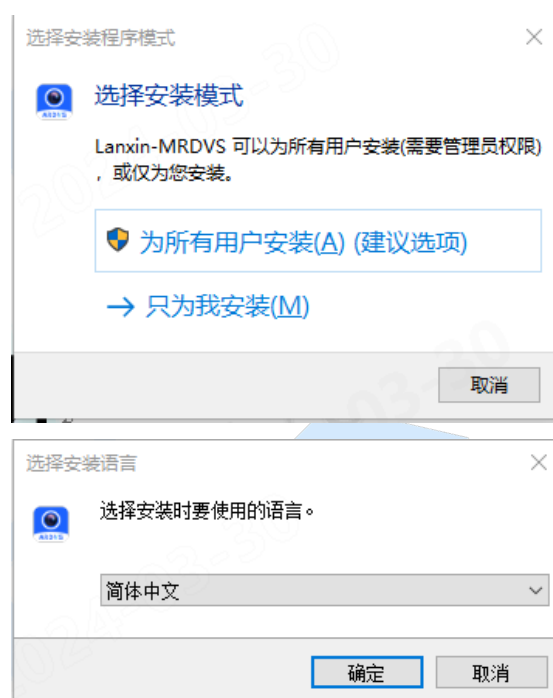 选择安装程序模式
MRDVS
选择安装模式
Lanxin-MRDVS 可以为所有用户安装(需要管理员权限)
，或仅为您安装。
为所有用户安装(A) (建议选项)
→ 只为我安装(M)
取消
选择安装语言
MRDVS
选择安装时要使用的语言。
简体中文
确定
取消